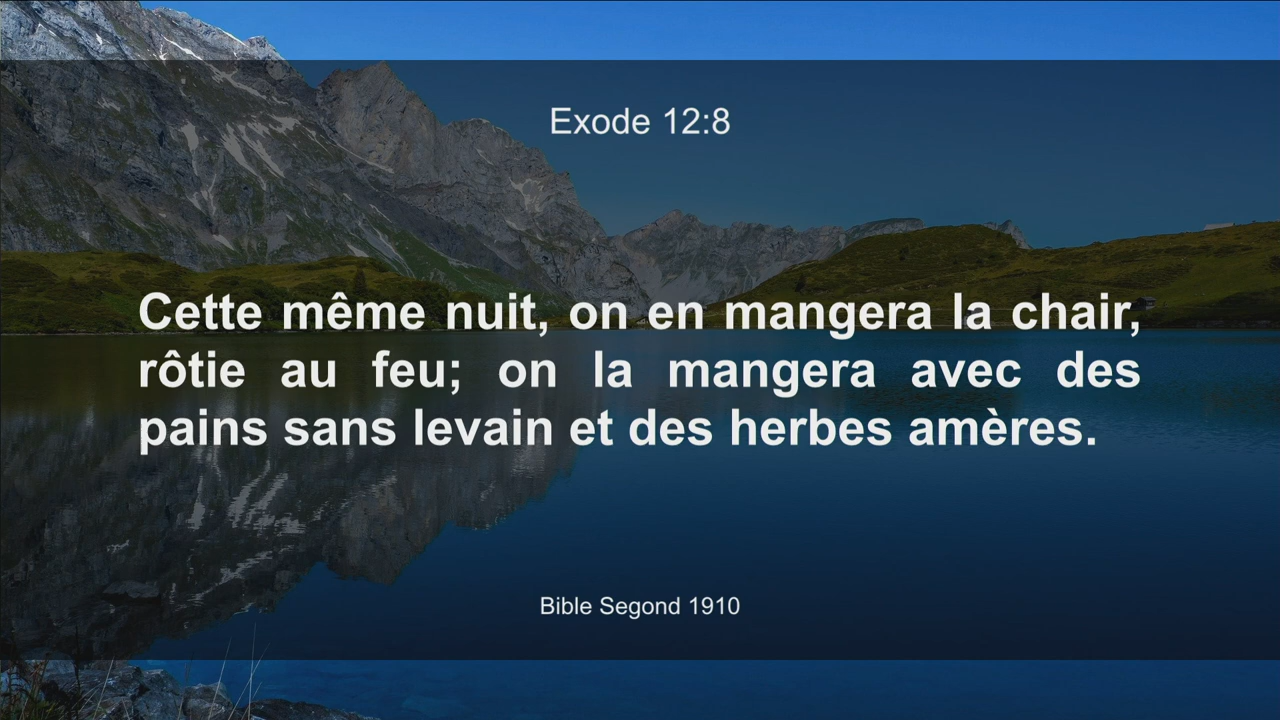 Exode 12:8
Cette même nuit, on en mangera la chair,
rôtie au feu; on la mangera avec des
pains sans levain et des herbes amères.
Bible Segond 1910